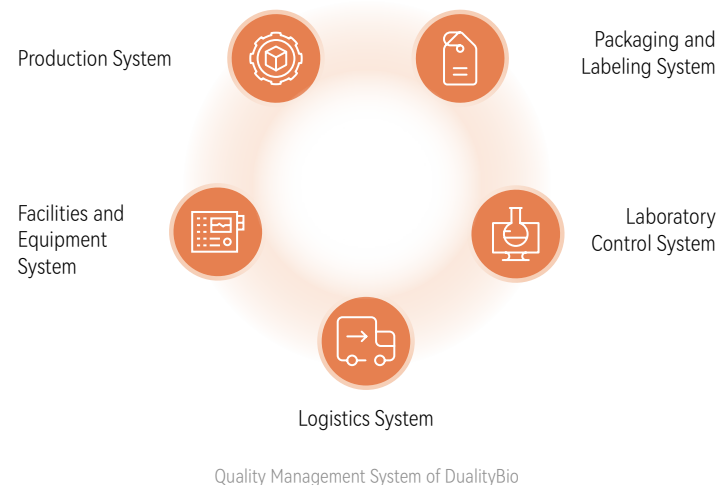 Production System
Packaging and
Labeling System
Facilities and
Equipment
System
Laboratory
Control System
Logistics System
Quality Management System of DualityBio